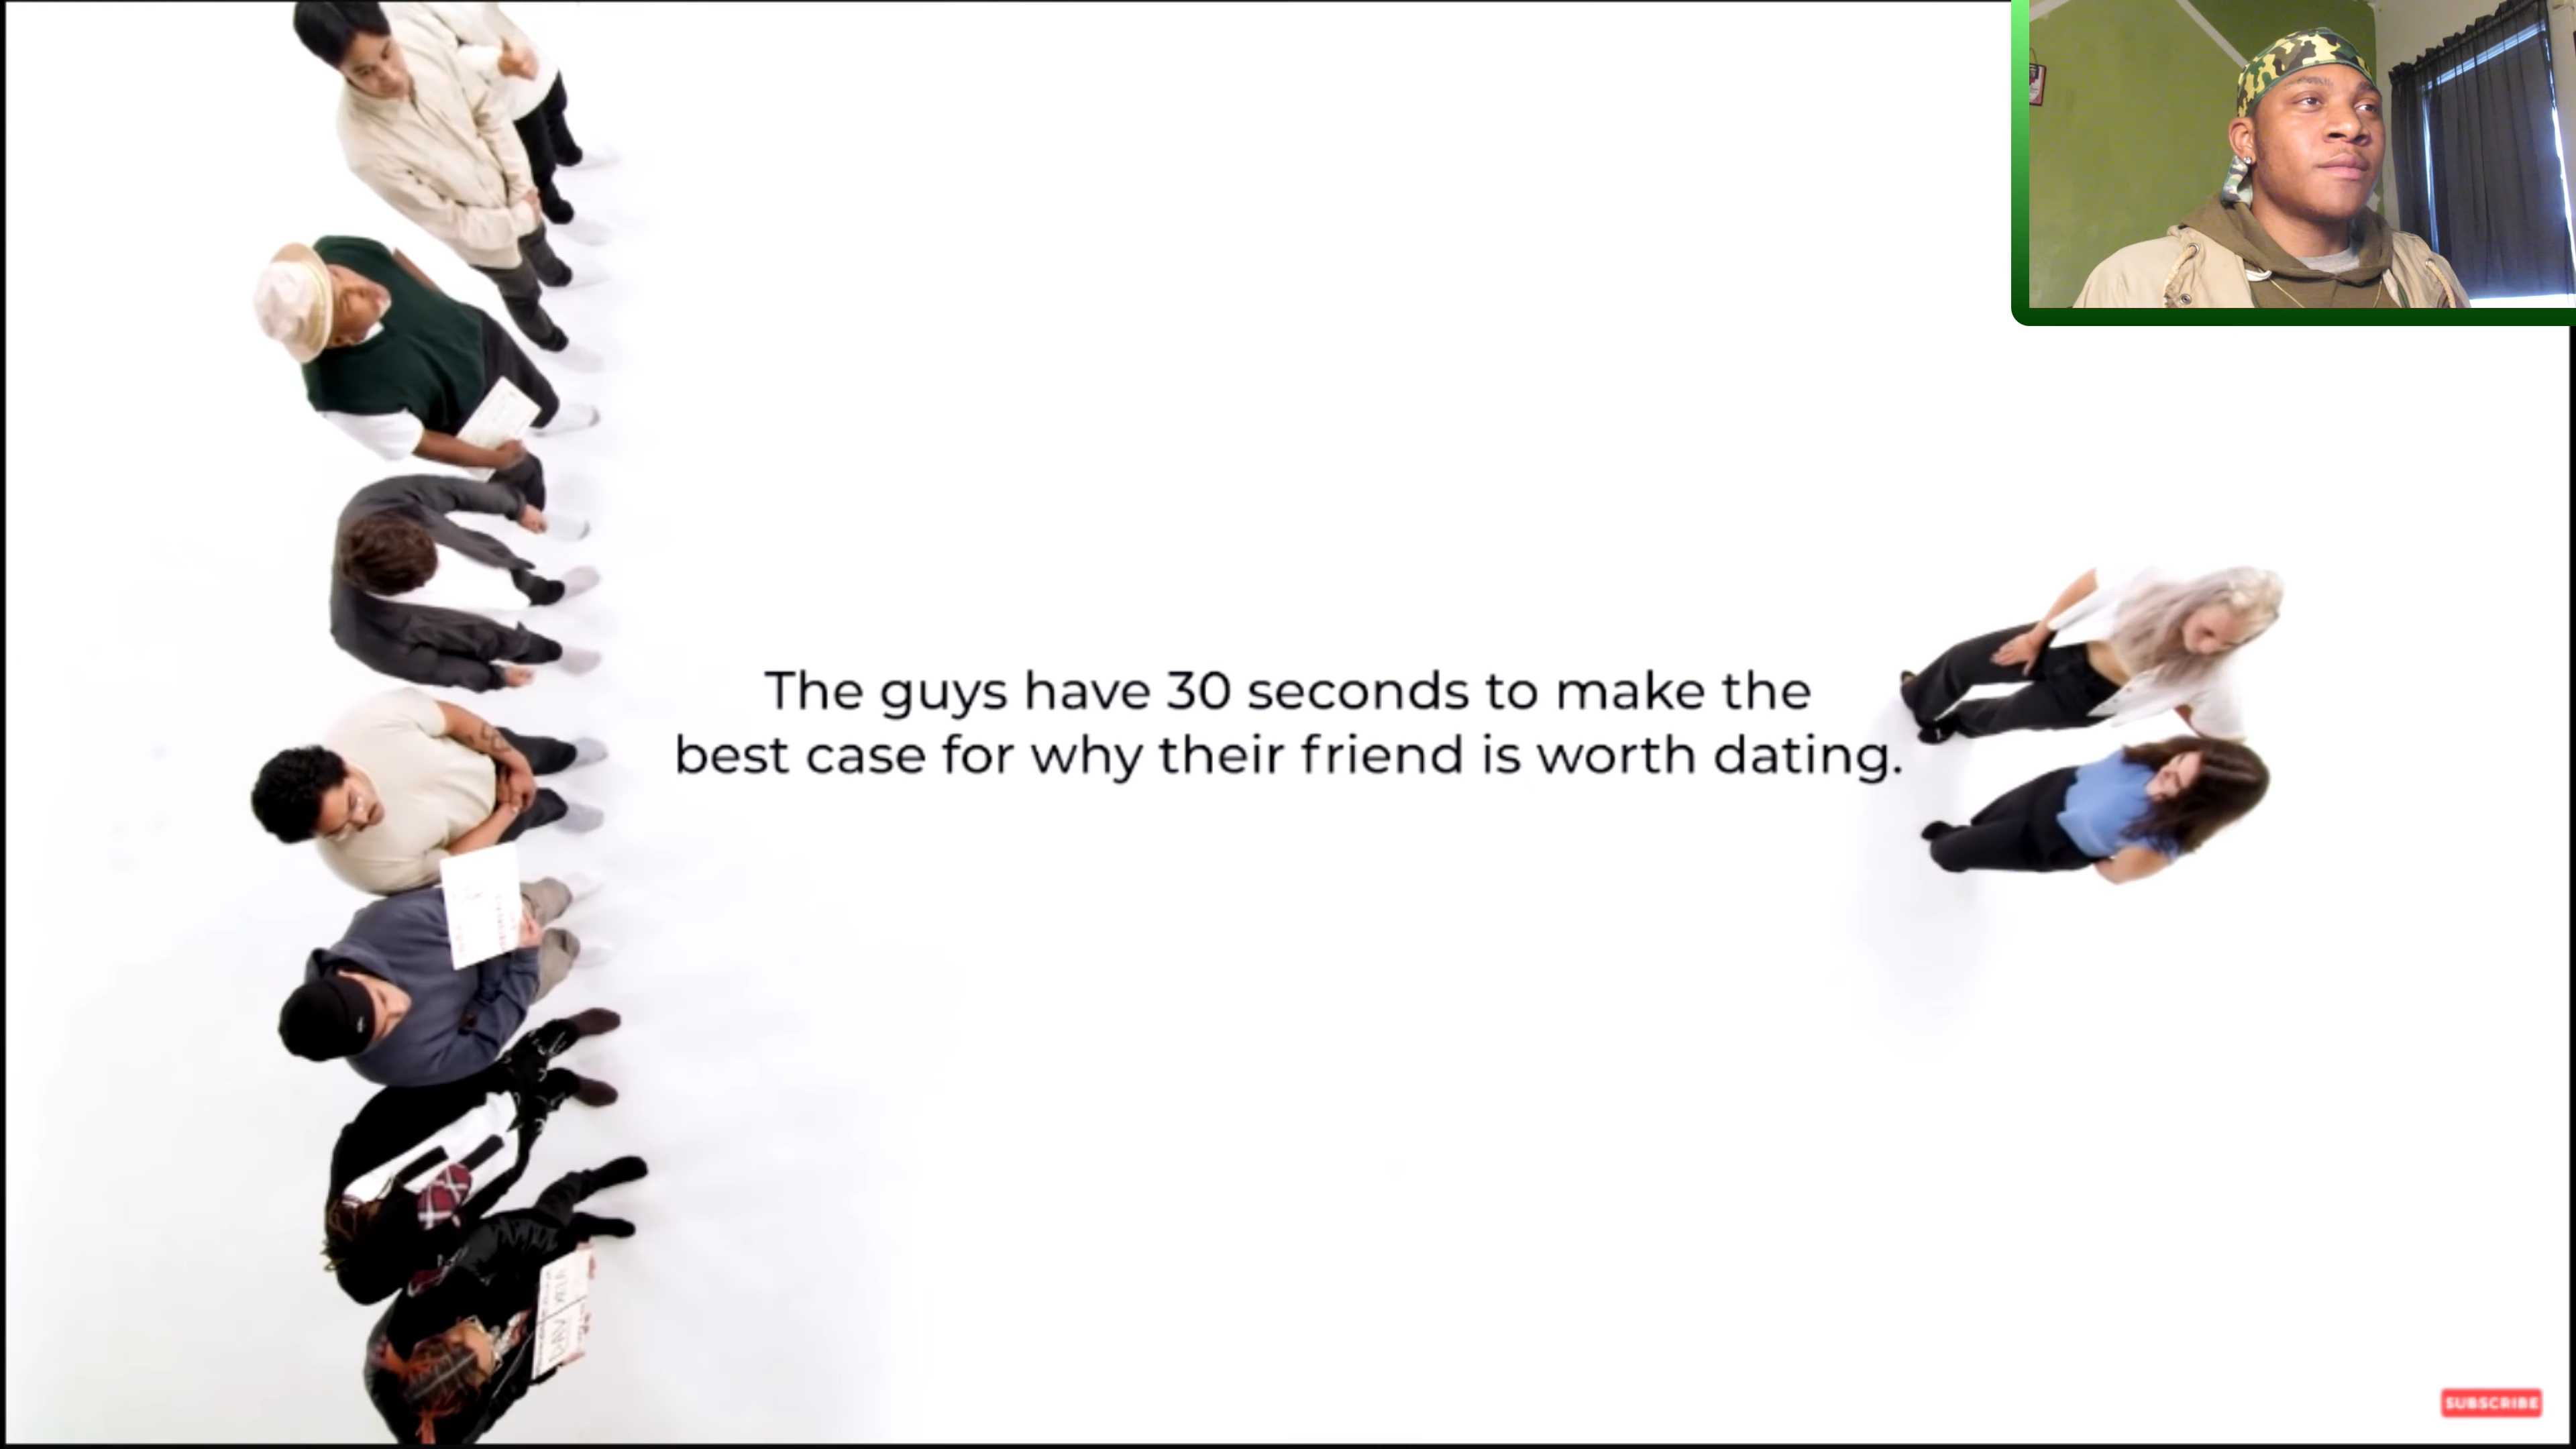 The guys have 30 seconds to make the
best case for why their friend is worth dating.
SUBSCRIBE